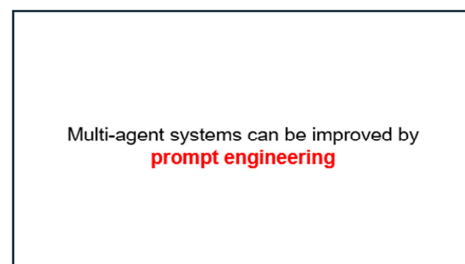 Multi-agent systems can be improved by
prompt engineering